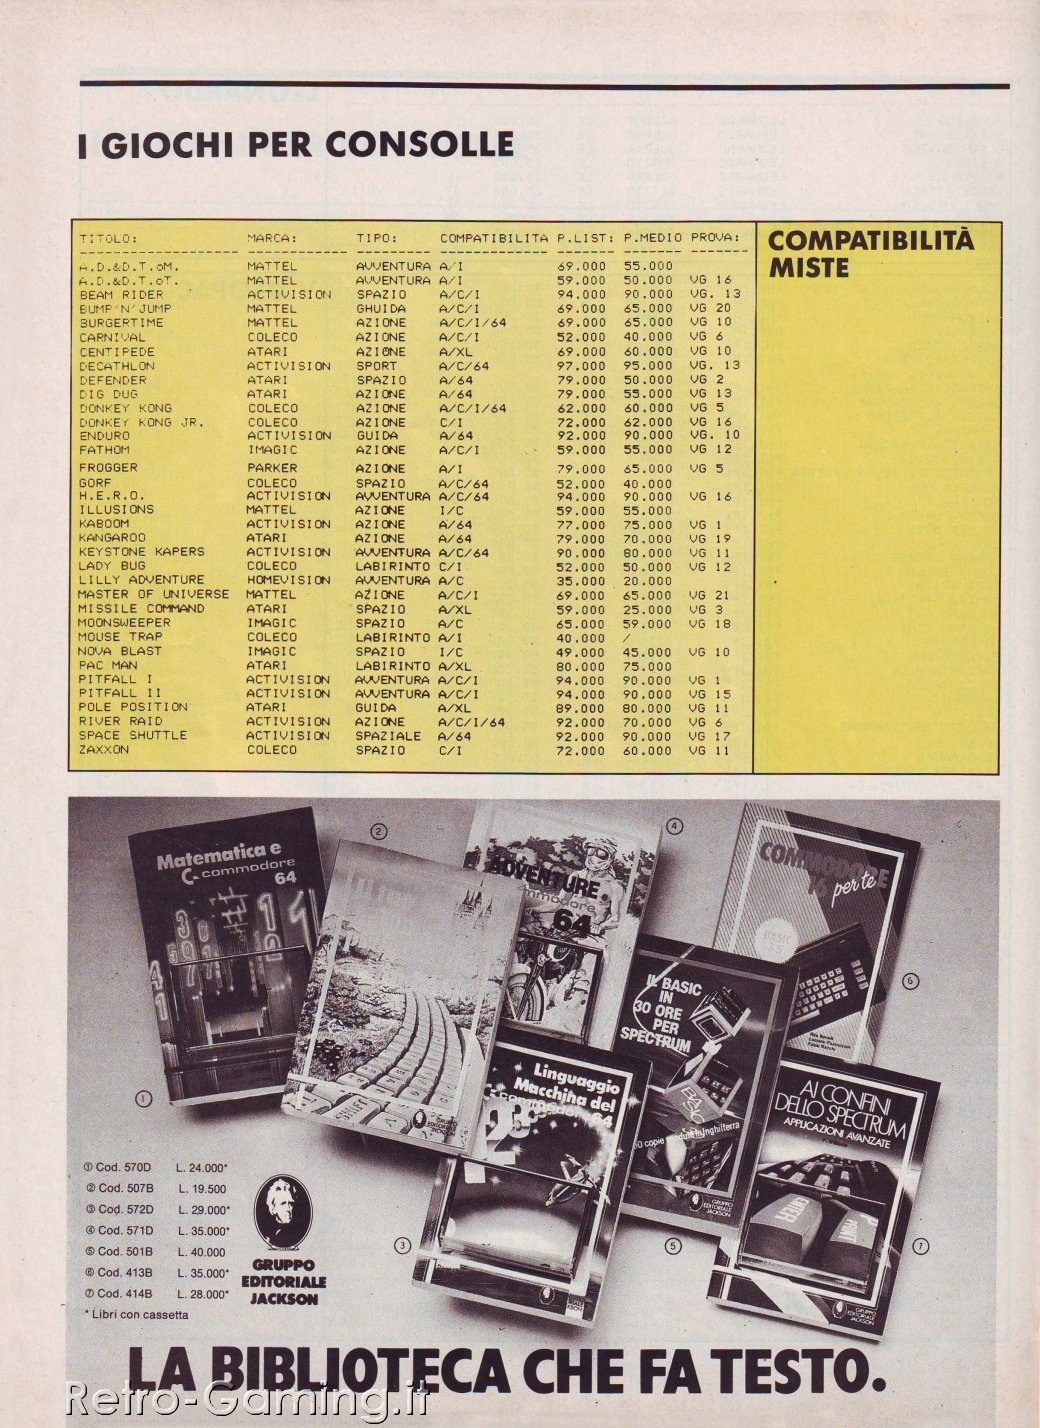 I GIOCHI PER CONSOLLE
TITOLO: MARCA: TIPO: COMPATIBILITA P.LIST: P.MEDIO PROVA:
A.D.&D.T.oM. MATTEL AVVENTURA A/I 69.000 55.000
A.D.&D.T.oT. MATTEL AVVENTURA A/I 59.000 50.000 VG 16
BEAM RIDER ACTIVISION SPAZIO A/C/I 94.000 90.000 VG. 13
BUMP'N'JUMP MATTEL GHUIDA A/C/I 69.000 65.000 VG 20
BURGERTIME MATTEL AZIONE A/C/I/64 69.000 65.000 VG 10
CARNIVAL COLECO AZIONE A/C/I 52.000 40.000 VG 6
CENTIPEDE ATARI AZIONE A/XL 69.000 60.000 VG 10
DECATHLON ACTIVISION SPORT A/C/64 97.000 95.000 VG. 13
DEFENDER ATARI SPAZIO A/64 79.000 50.000 VG 2
DIG DUG ATARI AZIONE A/64 79.000 55.000 VG 13
DONKEY KONG COLECO AZIONE A/C/I/64 62.000 60.000 VG 5
DONKEY KONG JR. COLECO AZIONE C/I 72.000 62.000 VG 16
ENDURO ACTIVISION GUIDA A/64 92.000 90.000 VG. 10
FATHOM IMAGIC AZIONE A/C/I 59.000 55.000 VG 12
FROGGER PARKER AZIONE A/I 79.000 65.000 VG 5
GORF COLECO SPAZIO A/C/64 52.000 40.000
H.E.R.O. ACTIVISION AVVENTURA A/C/64 94.000 90.000 VG 16
ILLUSIONS MATTEL AZIONE I/C 59.000 55.000
KABOOM ACTIVISION AZIONE A/64 77.000 75.000 VG 1
KANGAROO ATARI AZIONE A/64 79.000 70.000 VG 19
KEYSTONE KAPERS ACTIVISION AVVENTURA A/C/64 90.000 80.000 VG 11
LADY BUG COLECO LABIRINTO C/I 52.000 50.000 VG 12
LILLY ADVENTURE HOMEVISION AVVENTURA A/C 35.000 20.000
MASTER OF UNIVERSE MATTEL AZIONE A/C/I 69.000 65.000 VG 21
MISSILE COMMAND ATARI SPAZIO A/XL 59.000 25.000 VG 3
MOONSWEEPER IMAGIC SPAZIO A/C 65.000 59.000 VG 18
MOUSE TRAP COLECO LABIRINTO A/I 40.000 /
NOVA BLAST IMAGIC SPAZIO I/C 49.000 45.000 VG 10
PAC MAN ATARI LABIRINTO A/XL 80.000 75.000
PITFALL I ACTIVISION AVVENTURA A/C/I 94.000 90.000 VG 1
PITFALL II ACTIVISION AVVENTURA A/C/I 94.000 90.000 VG 15
POLE POSITION ATARI GUIDA A/XL 89.000 80.000 VG 11
RIVER RAID ACTIVISION AZIONE A/C/I/64 92.000 70.000 VG 6
SPACE SHUTTLE ACTIVISION SPAZIALE A/64 92.000 90.000 VG 17
ZAXXON COLECO SPAZIO C/I 72.000 60.000 VG 11
COMPATIBILITÀ
MISTE
Matematica e
commodore
64
ADVENTURE
commodore
64
COMMODORE
16 per te
BASIC
IL BASIC
IN
30 ORE
PER
SPECTRUM
BASIC
Linguaggio
Macchina del
commodore 64
AI CONFINI
DELLO SPECTRUM
APPLICAZIONI AVANZATE
SHIFT
GRUPPO
EDITORIALE
JACKSON
GRUPPO
EDITORIALE
JACKSON
GRUPPO
EDITORIALE
JACKSON
① ② ③ ④ ⑤ ⑥ ⑦
① Cod. 570D L. 24.000*
② Cod. 507B L. 19.500
③ Cod. 572D L. 29.000*
④ Cod. 571D L. 35.000*
⑤ Cod. 501B L. 40.000
⑥ Cod. 413B L. 35.000*
⑦ Cod. 414B L. 28.000*
* Libri con cassetta
GRUPPO
EDITORIALE
JACKSON
LA BIBLIOTECA CHE FA TESTO.
Retro-Gaming.it